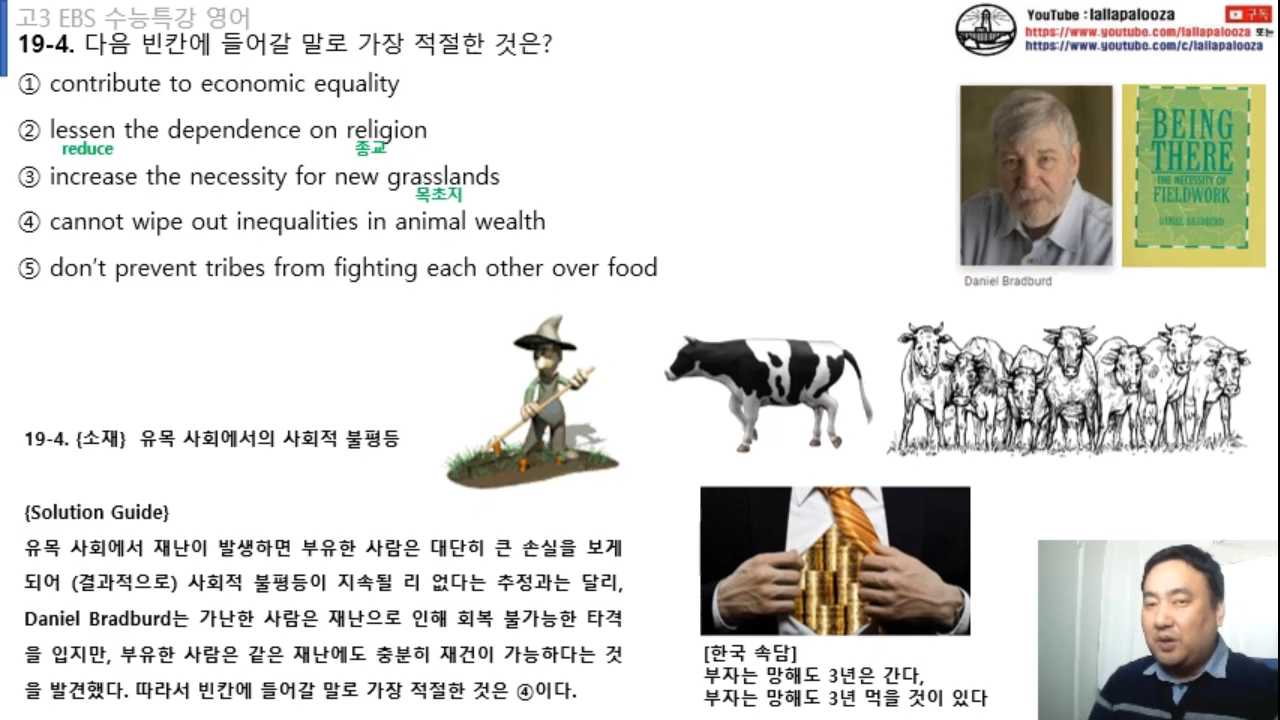 고3 EBS 수능특강 영어
19-4. 다음 빈칸에 들어갈 말로 가장 적절한 것은?
① contribute to economic equality
② lessen the dependence on religion
reduce
종교
③ increase the necessity for new grasslands
목초지
④ cannot wipe out inequalities in animal wealth
⑤ don't prevent tribes from fighting each other over food
YouTube : lallapalooza
구독
https://www.youtube.com/lallapalooza 또는
https://www.youtube.com/c/lallapalooza
BEING
THERE
THE NECESSITY OF
FIELDWORK
DANIEL BRADBURD
Daniel Bradburd
19-4. {소재} 유목 사회에서의 사회적 불평등
{Solution Guide}
유목 사회에서 재난이 발생하면 부유한 사람은 대단히 큰 손실을 보게
되어 (결과적으로) 사회적 불평등이 지속될 리 없다는 추정과는 달리,
Daniel Bradburd는 가난한 사람은 재난으로 인해 회복 불가능한 타격
을 입지만, 부유한 사람은 같은 재난에도 충분히 재건이 가능하다는 것
을 발견했다. 따라서 빈칸에 들어갈 말로 가장 적절한 것은 ④이다.
[한국 속담]
부자는 망해도 3년은 간다,
부자는 망해도 3년 먹을 것이 있다